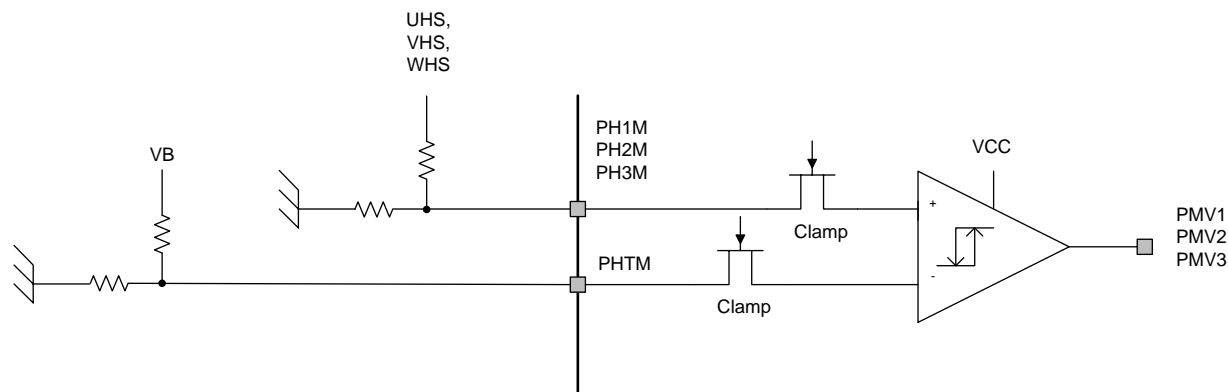 UHS,
VHS,
WHS
VB
PH1M
PH2M
PH3M
VCC
Clamp
+
-
PMV1
PMV2
PMV3
PHTM
Clamp